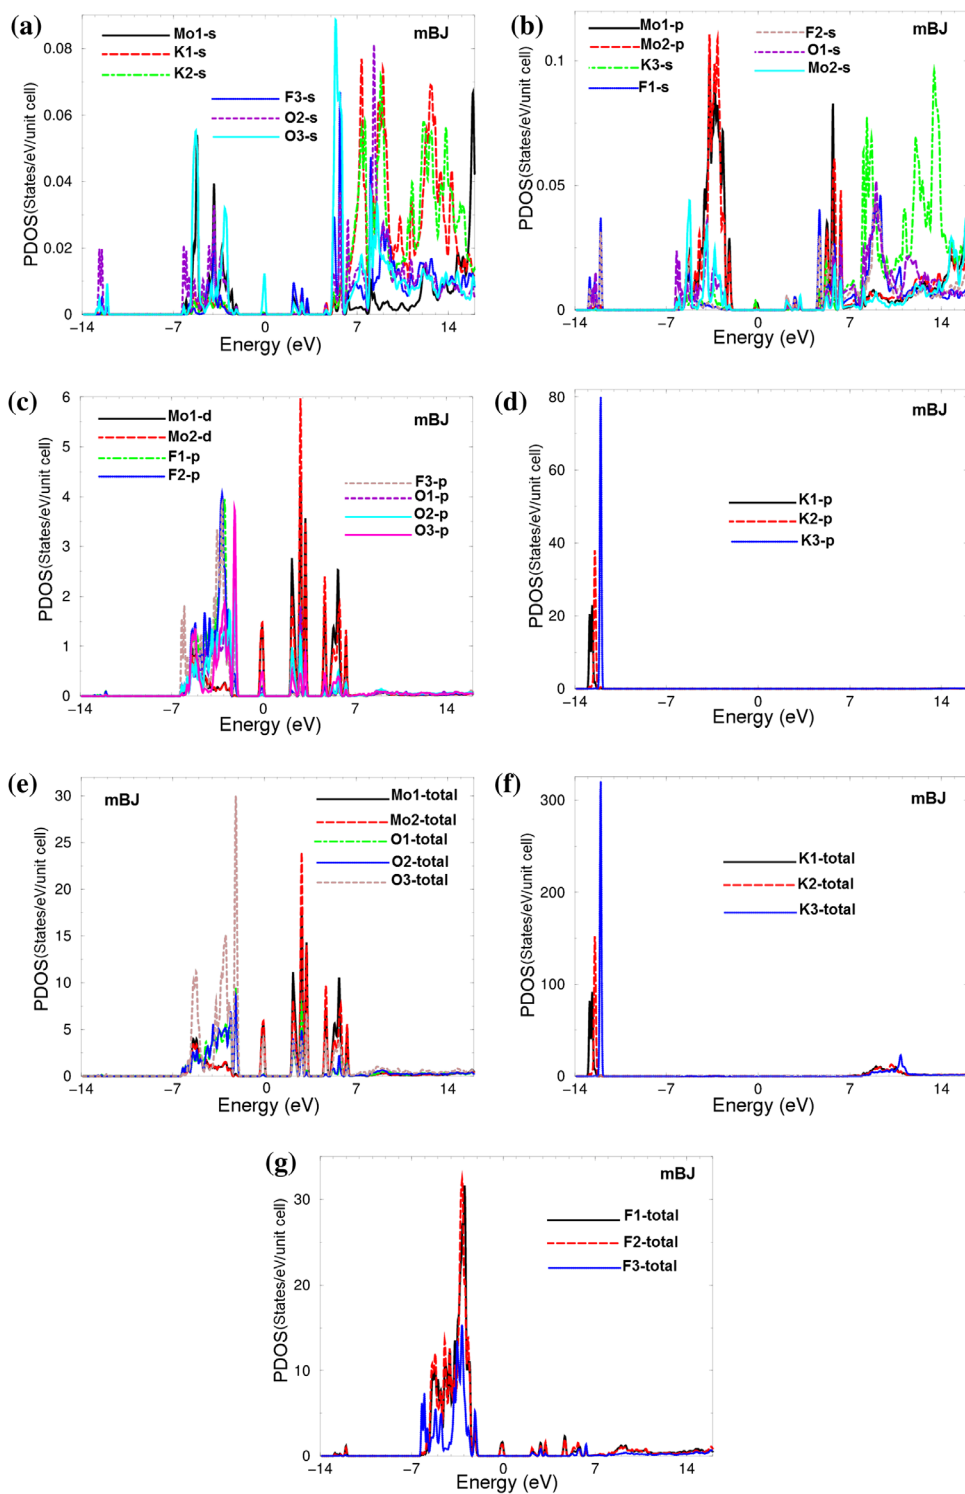 (a)
Mo1-s
K1-s
K2-s
F3-s
O2-s
O3-s
mBJ
PDOS(States/eV/unit cell)
0.08
0.06
0.04
0.02
0
−14 −7 0 7 14
Energy (eV)
(b)
Mo1-p
Mo2-p
K3-s
F1-s
F2-s
O1-s
Mo2-s
mBJ
PDOS(States/eV/unit cell)
0.1
0.05
0
−14 −7 0 7 14
Energy (eV)
(c)
Mo1-d
Mo2-d
F1-p
F2-p
F3-p
O1-p
O2-p
O3-p
mBJ
PDOS(States/eV/unit cell)
6
5
4
3
2
1
0
−14 −7 0 7 14
Energy (eV)
(d)
mBJ
K1-p
K2-p
K3-p
PDOS(States/eV/unit cell)
80
60
40
20
0
−14 −7 0 7 14
Energy (eV)
(e)
mBJ
Mo1-total
Mo2-total
O1-total
O2-total
O3-total
PDOS(States/eV/unit cell)
30
25
20
15
10
5
0
−14 −7 0 7 14
Energy (eV)
(f)
mBJ
K1-total
K2-total
K3-total
PDOS(States/eV/unit cell)
300
200
100
0
−14 −7 0 7 14
Energy (eV)
(g)
mBJ
F1-total
F2-total
F3-total
PDOS(States/eV/unit cell)
30
20
10
0
−14 −7 0 7 14
Energy (eV)